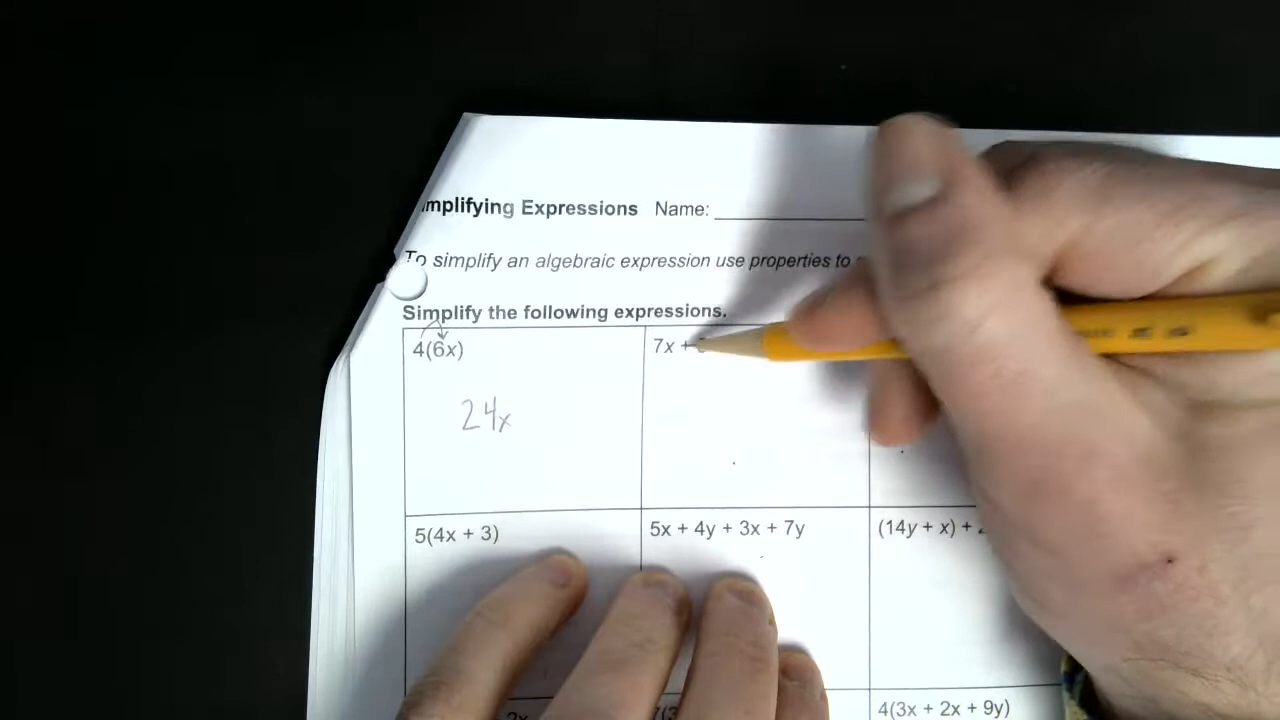 Simplifying Expressions Name:
To simplify an algebraic expression use properties to
Simplify the following expressions.
4(6x)
7x +
24x
5(4x + 3)
5x + 4y + 3x + 7y
(14y + x) +
4(3x + 2x + 9y)